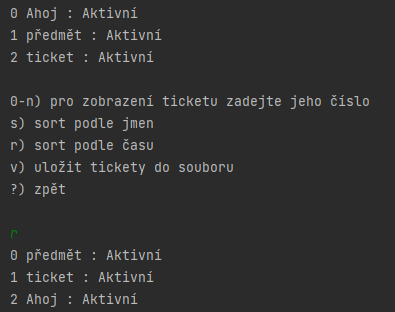 0 Ahoj : Aktivní
1 předmět : Aktivní
2 ticket : Aktivní
0-n) pro zobrazení ticketu zadejte jeho číslo
s) sort podle jmen
r) sort podle času
v) uložit tickety do souboru
?) zpět
r
0 předmět : Aktivní
1 ticket : Aktivní
2 Ahoj : Aktivní